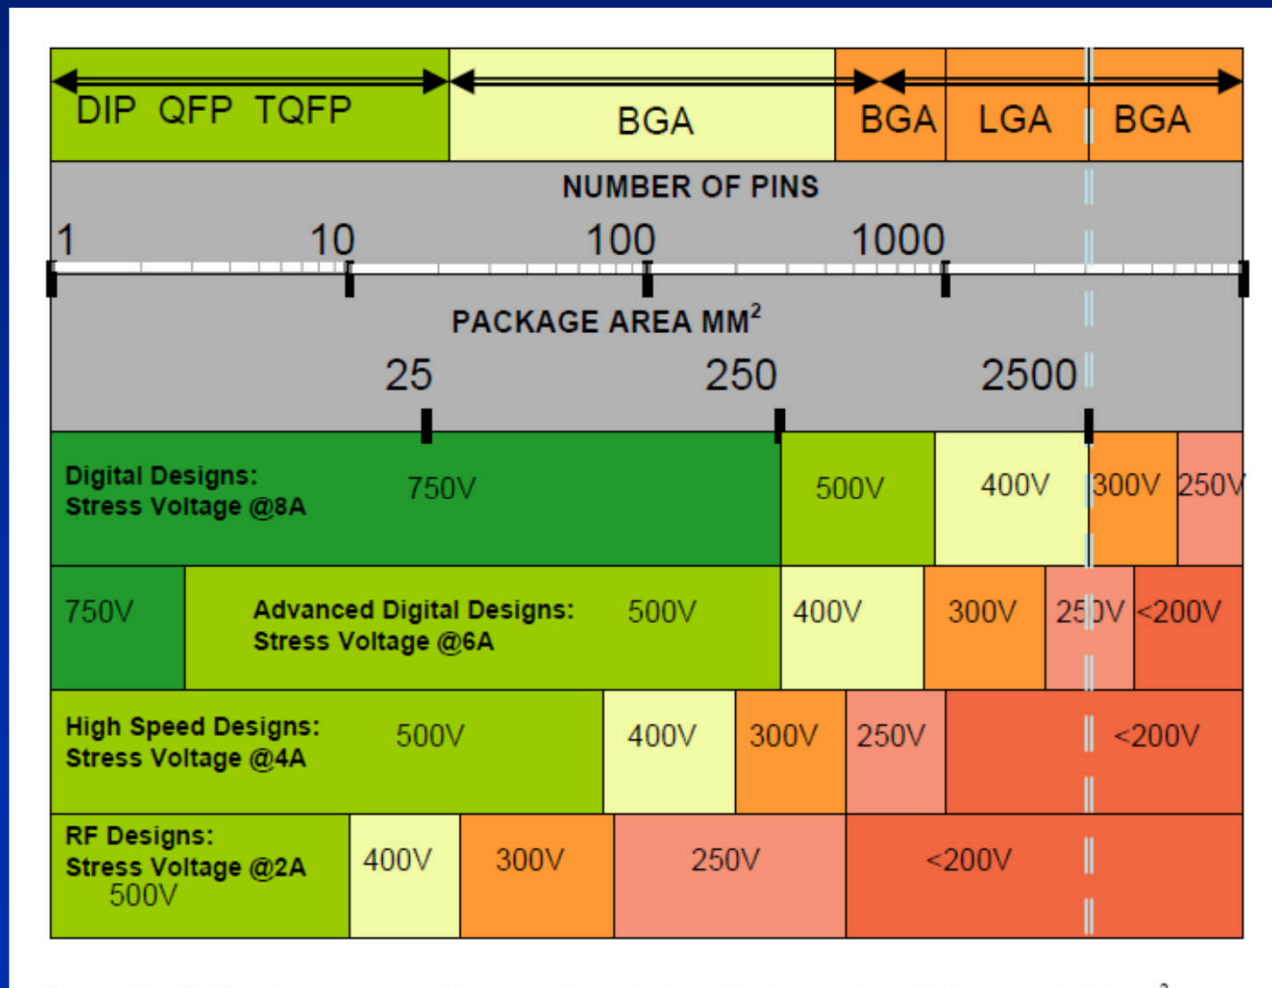 DIP QFP TQFP
BGA
BGA
LGA
BGA
NUMBER OF PINS
1 10 100 1000
PACKAGE AREA MM²
25 250 2500
Digital Designs:
Stress Voltage @8A
750V 500V 400V 300V 250V
750V
Advanced Digital Designs:
Stress Voltage @6A
500V 400V 300V 250V <200V
High Speed Designs:
Stress Voltage @4A
500V 400V 300V 250V <200V
RF Designs:
Stress Voltage @2A
500V
400V 300V 250V <200V